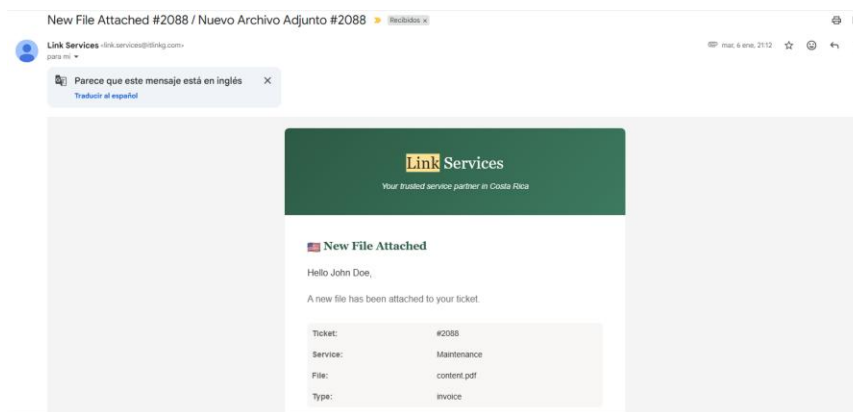 New File Attached #2088 / Nuevo Archivo Adjunto #2088 Recibidos x
Link Services <link.services@itlinkg.com> mar, 6 ene, 21:12
para mí
Parece que este mensaje está en inglés
Traducir al español
Link Services
Your trusted service partner in Costa Rica
New File Attached
Hello John Doe,
A new file has been attached to your ticket.
Ticket: #2088
Service: Maintenance
File: content.pdf
Type: invoice